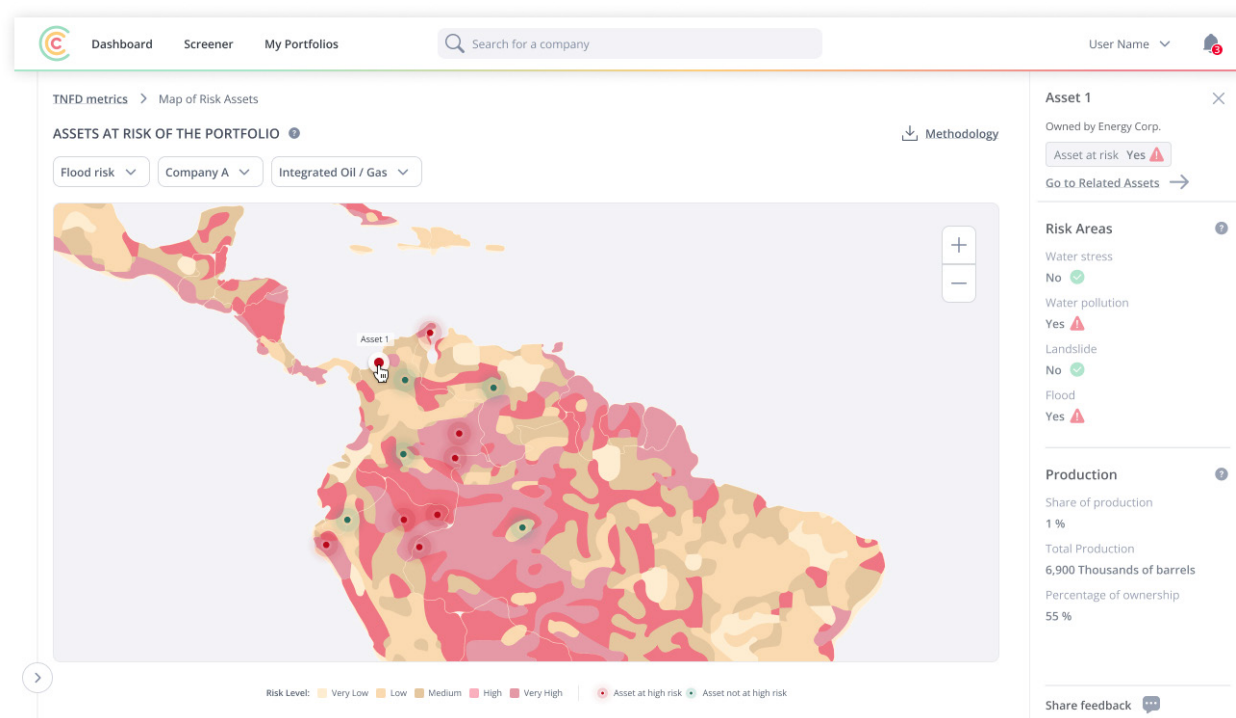 Dashboard
Screener
My Portfolios
Search for a company
User Name
3
TNFD metrics > Map of Risk Assets
ASSETS AT RISK OF THE PORTFOLIO ?
Methodology
Flood risk
Company A
Integrated Oil / Gas
Asset 1
Risk Level: Very Low Low Medium High Very High
Asset at high risk Asset not at high risk
Asset 1
Owned by Energy Corp.
Asset at risk Yes
Go to Related Assets
Risk Areas ?
Water stress
No
Water pollution
Yes
Landslide
No
Flood
Yes
Production ?
Share of production
1 %
Total Production
6,900 Thousands of barrels
Percentage of ownership
55 %
Share feedback